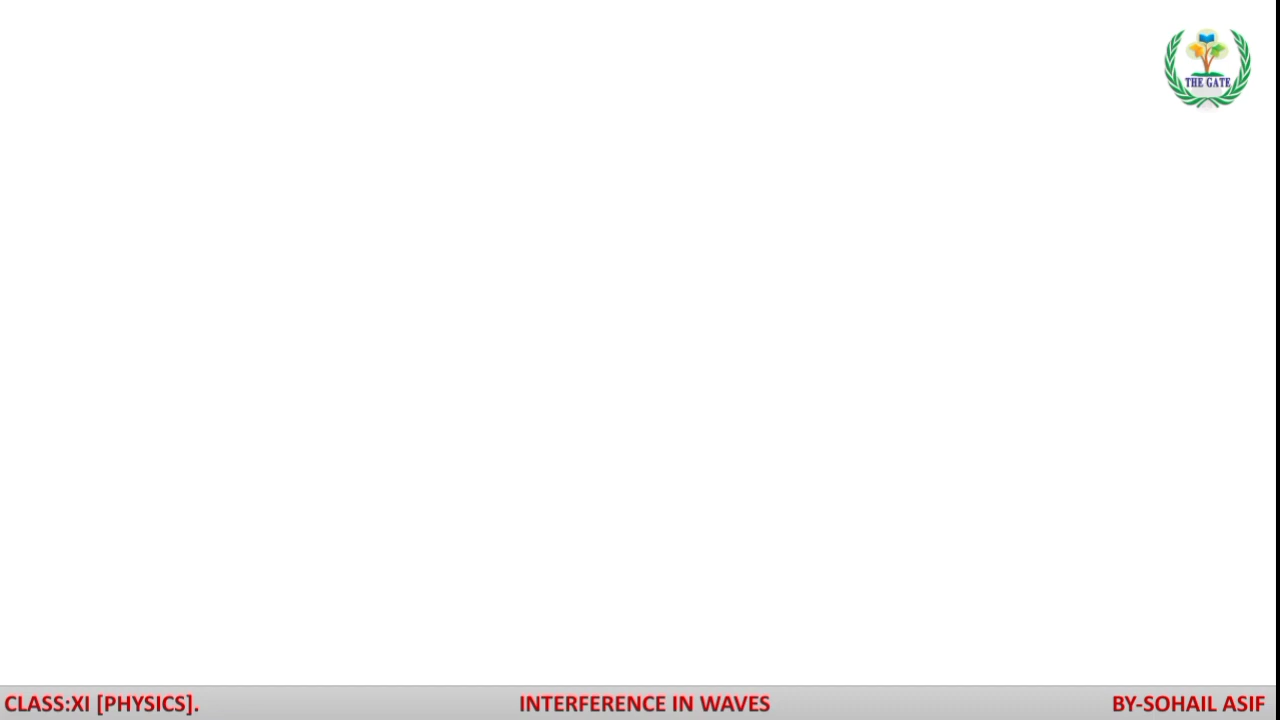 THE GATE
CLASS:XI [PHYSICS].
INTERFERENCE IN WAVES
BY-SOHAIL ASIF